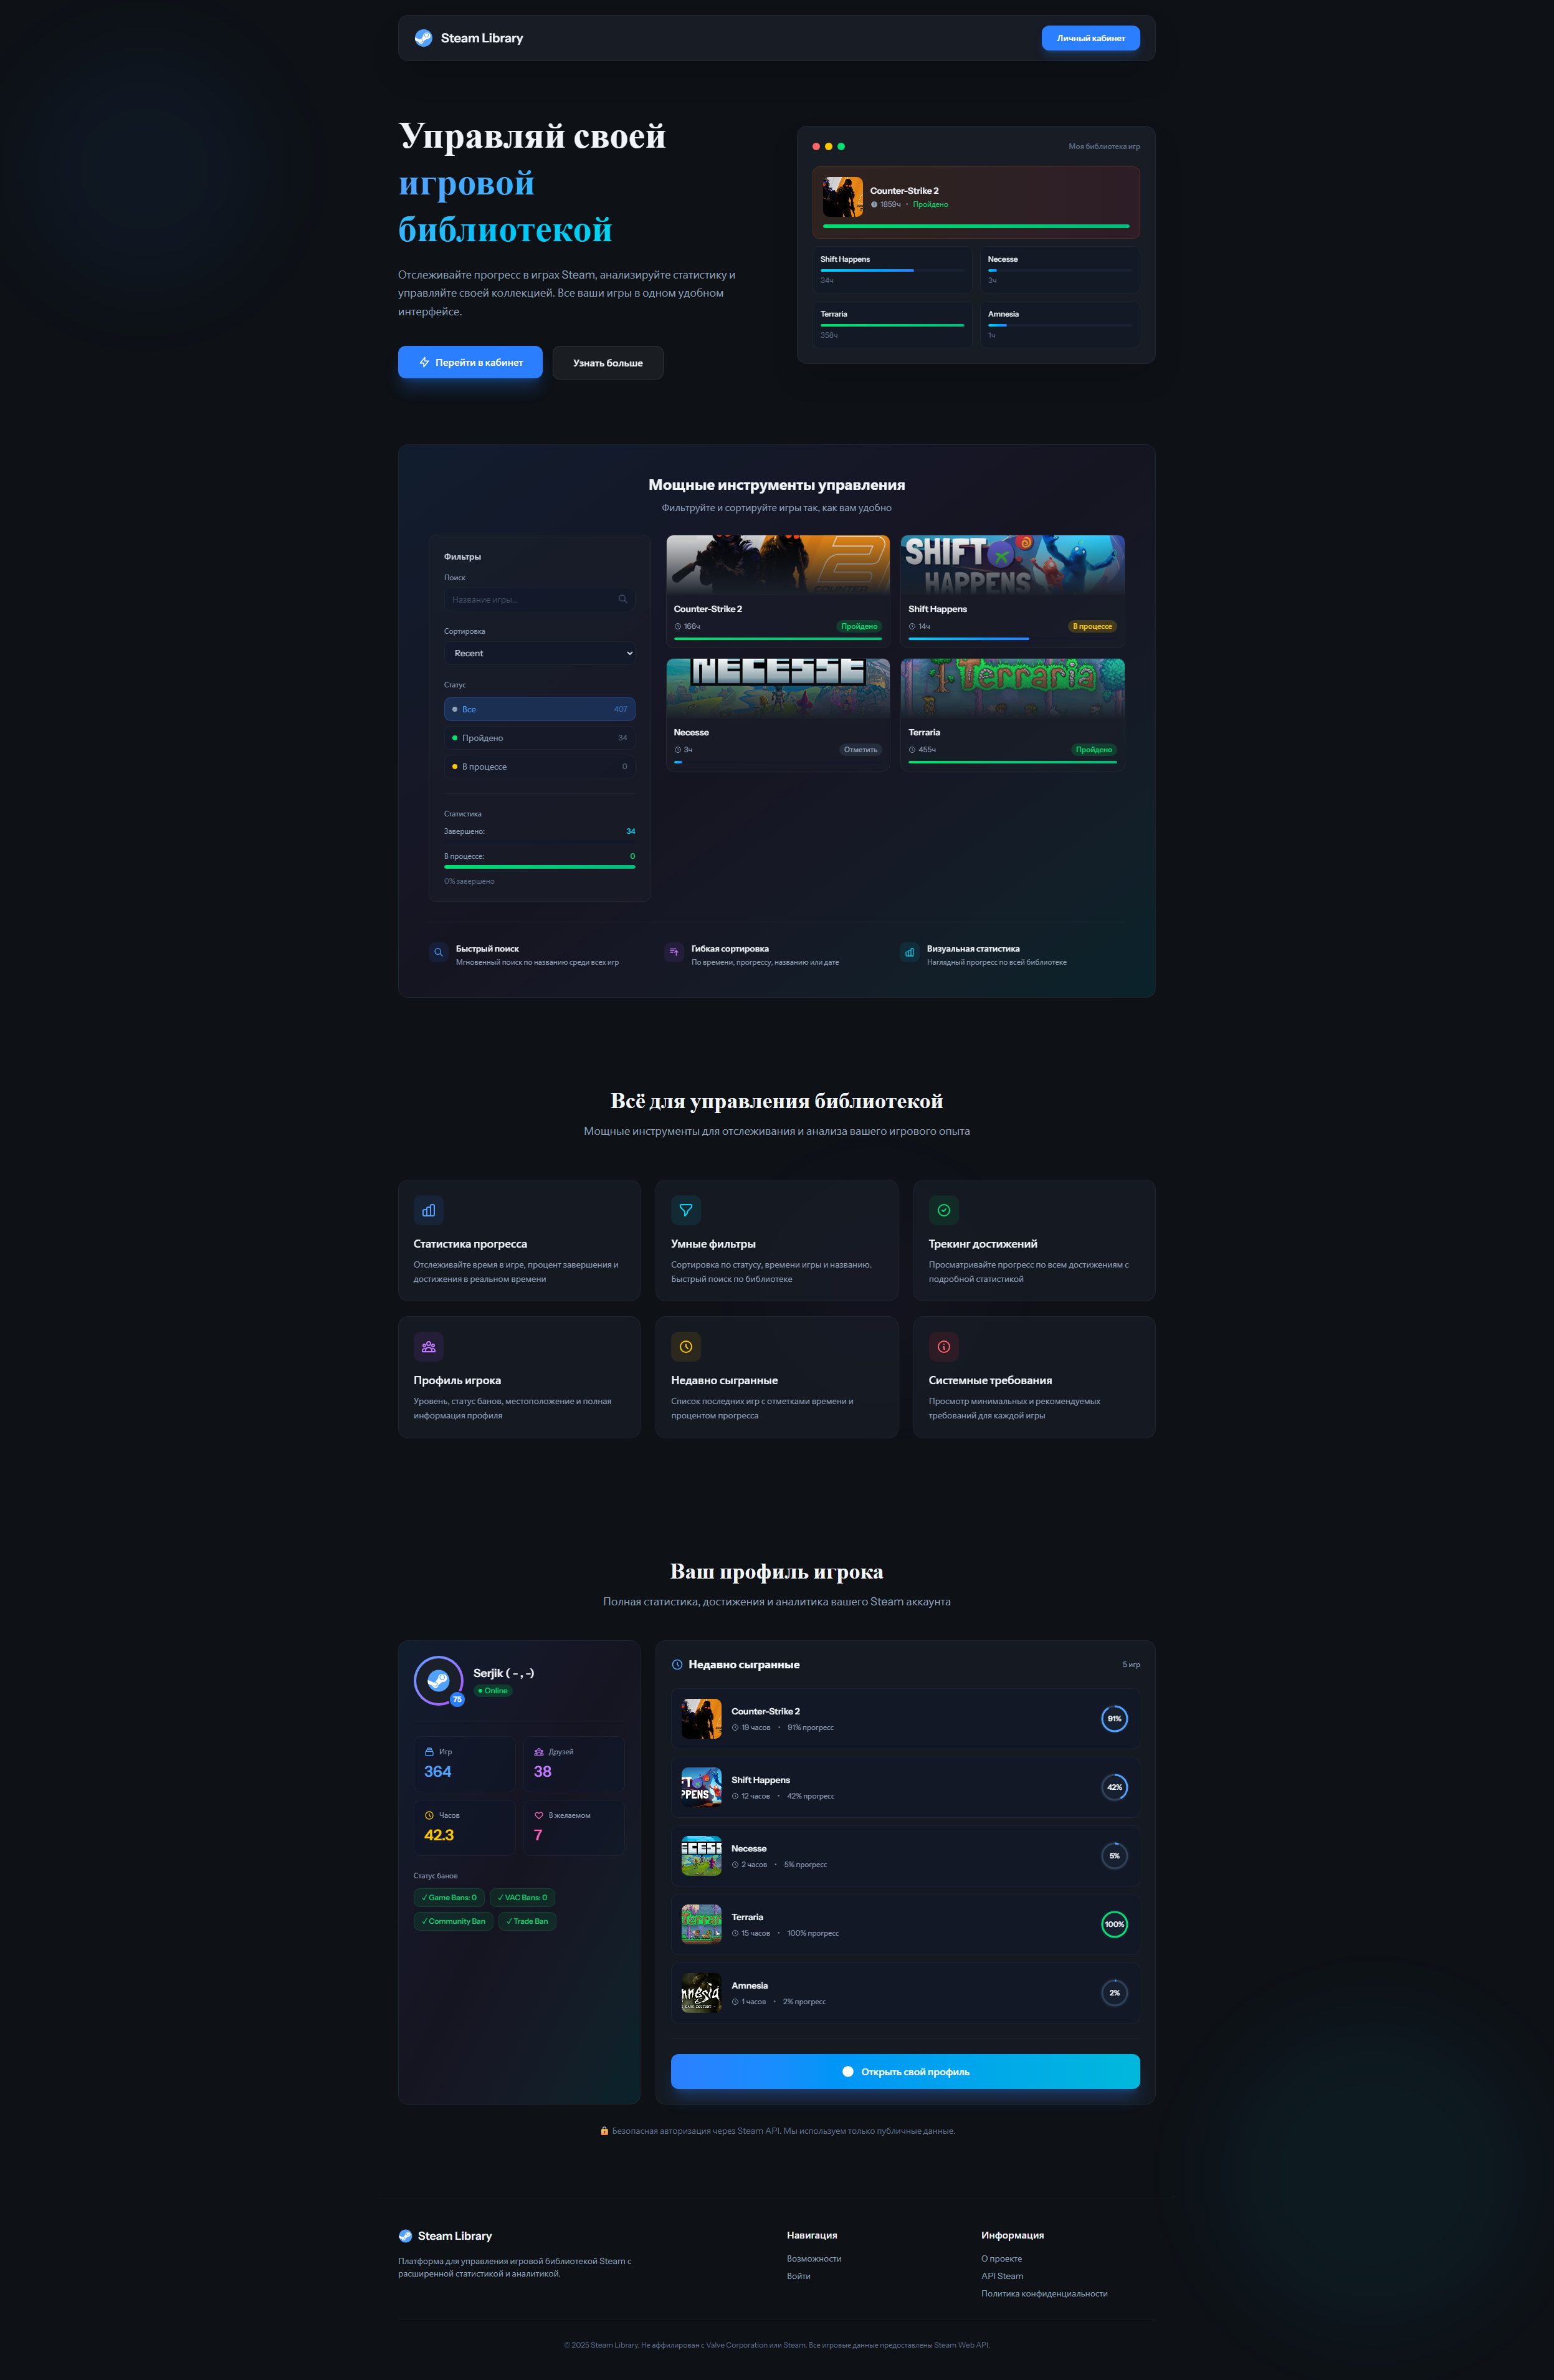 Steam Library
Личный кабинет
Управляй своей
игровой
библиотекой
Отслеживайте прогресс в играх Steam, анализируйте статистику и
управляйте своей коллекцией. Все ваши игры в одном удобном
интерфейсе.
Перейти в кабинет
Узнать больше
Моя библиотека игр
Counter-Strike 2
1859ч • Пройдено
Shift Happens
34ч
Necesse
3ч
Terraria
358ч
Amnesia
1ч
Мощные инструменты управления
Фильтруйте и сортируйте игры так, как вам удобно
Фильтры
Поиск
Название игры...
Сортировка
Recent
Статус
Все 407
Пройдено 34
В процессе 0
Статистика
Завершено: 34
В процессе: 0
0% завершено
2
COUNTER
Counter-Strike 2
166ч Пройдено
SHIFT
HAPPENS
Shift Happens
14ч В процессе
NECESSE
Necesse
3ч Отметить
Terraria
Terraria
455ч Пройдено
Быстрый поиск
Мгновенный поиск по названию среди всех игр
Гибкая сортировка
По времени, прогрессу, названию или дате
Визуальная статистика
Наглядный прогресс по всей библиотеке
Всё для управления библиотекой
Мощные инструменты для отслеживания и анализа вашего игрового опыта
Статистика прогресса
Отслеживайте время в игре, процент завершения и
достижения в реальном времени
Умные фильтры
Сортировка по статусу, времени игры и названию.
Быстрый поиск по библиотеке
Трекинг достижений
Просматривайте прогресс по всем достижениям с
подробной статистикой
Профиль игрока
Уровень, статус банов, местоположение и полная
информация профиля
Недавно сыгранные
Список последних игр с отметками времени и
процентом прогресса
Системные требования
Просмотр минимальных и рекомендуемых
требований для каждой игры
Ваш профиль игрока
Полная статистика, достижения и аналитика вашего Steam аккаунта
Serjik ( - , -)
Online
75
Игр
364
Друзей
38
Часов
42.3
В желаемом
7
Статус банов
✓ Game Bans: 0
✓ VAC Bans: 0
✓ Community Ban
✓ Trade Ban
Недавно сыгранные
5 игр
Counter-Strike 2
19 часов • 91% прогресс
91%
Shift Happens
12 часов • 42% прогресс
42%
Necesse
2 часов • 5% прогресс
5%
Terraria
15 часов • 100% прогресс
100%
Amnesia
1 часов • 2% прогресс
2%
Открыть свой профиль
Безопасная авторизация через Steam API. Мы используем только публичные данные.
Steam Library
Платформа для управления игровой библиотекой Steam с
расширенной статистикой и аналитикой.
Навигация
Возможности
Войти
Информация
О проекте
API Steam
Политика конфиденциальности
© 2025 Steam Library. Не аффилирован с Valve Corporation или Steam. Все игровые данные предоставлены Steam Web API.